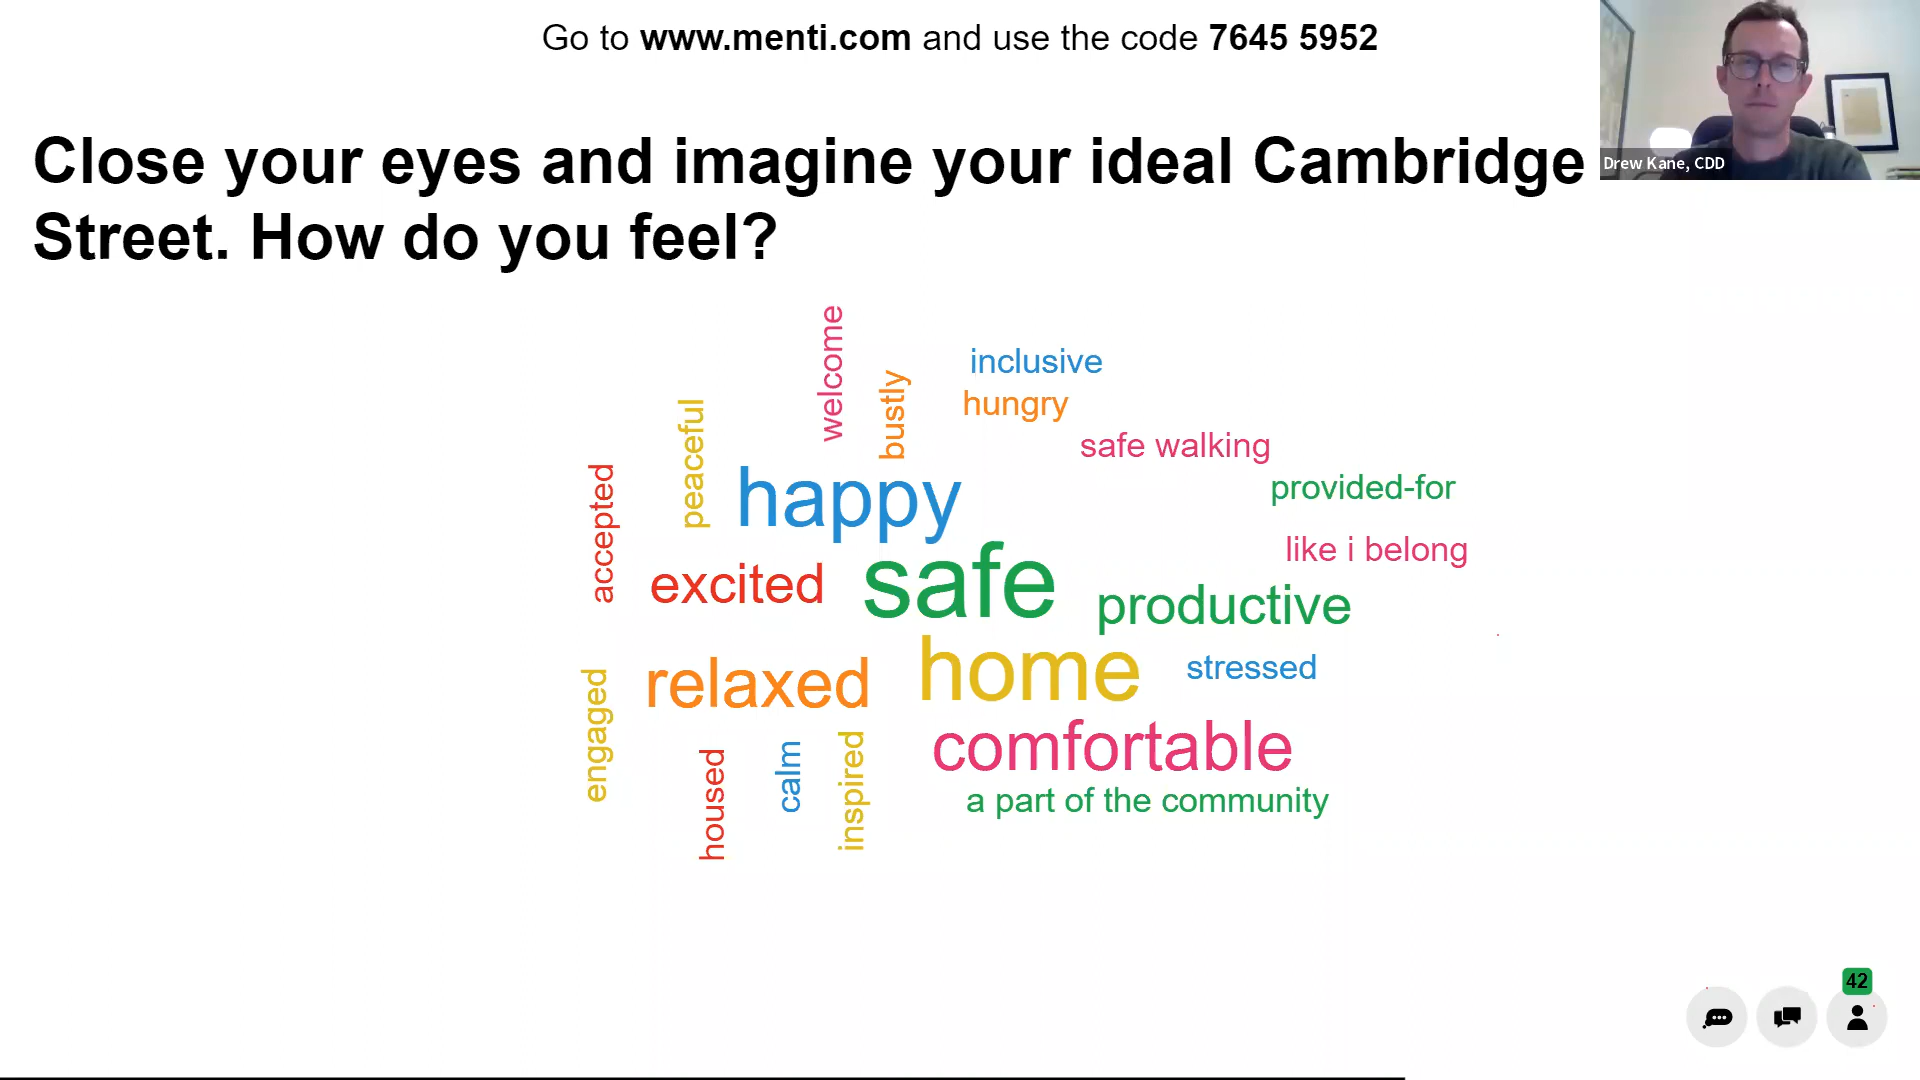 Go to www.menti.com and use the code 7645 5952
Close your eyes and imagine your ideal Cambridge
Street. How do you feel?
Drew Kane, CDD
welcome
inclusive
bustly
hungry
peaceful
safe walking
accepted
happy
provided-for
like i belong
excited
safe
productive
home
stressed
relaxed
engaged
comfortable
housed
calm
inspired
a part of the community
42